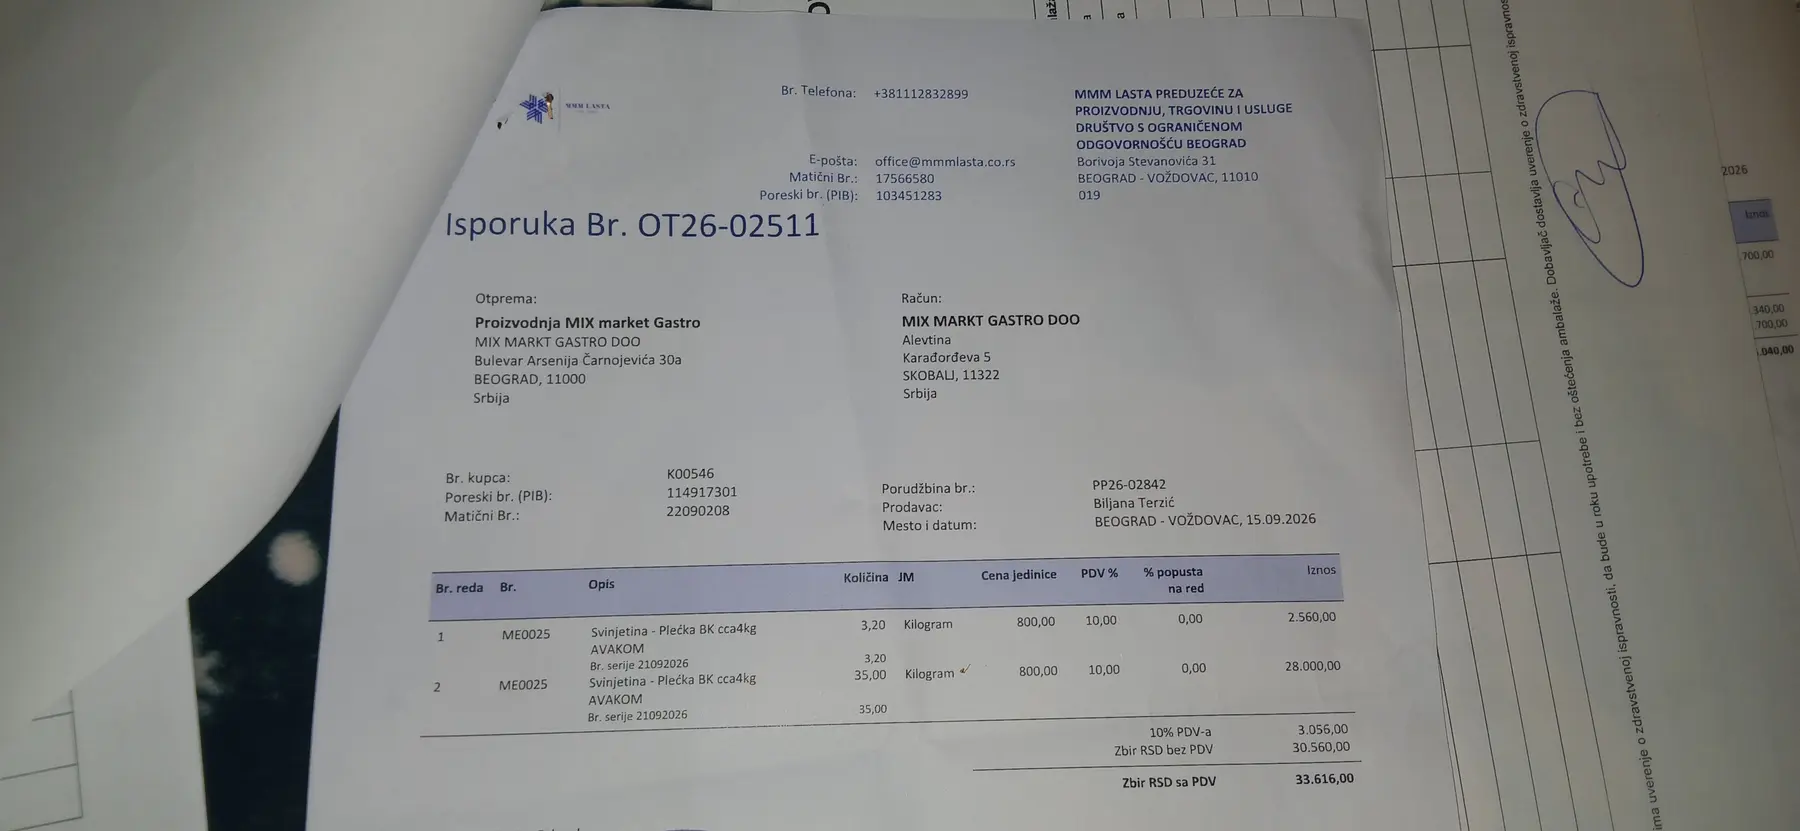 MMM LASTA
Br. Telefona: +381112832899
E-pošta: office@mmmlasta.co.rs
Matični Br.: 17566580
Poreski br. (PIB): 103451283
MMM LASTA PREDUZEĆE ZA
PROIZVODNJU, TRGOVINU I USLUGE
DRUŠTVO S OGRANIČENOM
ODGOVORNOŠĆU BEOGRAD
Borivoja Stevanovića 31
BEOGRAD - VOŽDOVAC, 11010
019
Isporuka Br. OT26-02511
Otprema:
Proizvodnja MIX market Gastro
MIX MARKT GASTRO DOO
Bulevar Arsenija Čarnojevića 30a
BEOGRAD, 11000
Srbija
Račun:
MIX MARKT GASTRO DOO
Alevtina
Karađorđeva 5
SKOBALJ, 11322
Srbija
Br. kupca: K00546
Poreski br. (PIB): 114917301
Matični Br.: 22090208
Porudžbina br.: PP26-02842
Prodavac: Biljana Terzić
Mesto i datum: BEOGRAD - VOŽDOVAC, 15.09.2026
Br. reda Br. Opis Količina JM Cena jedinice PDV % % popusta na red Iznos
1 ME0025 Svinjetina - Plećka BK cca4kg 3,20 Kilogram 800,00 10,00 0,00 2.560,00
AVAKOM
Br. serije 21092026 3,20
2 ME0025 Svinjetina - Plećka BK cca4kg 35,00 Kilogram 800,00 10,00 0,00 28.000,00
AVAKOM
Br. serije 21092026 35,00
10% PDV-a 3.056,00
Zbir RSD bez PDV 30.560,00
Zbir RSD sa PDV 33.616,00
da bude u roku upotrebe i bez oštećenja ambalaže. Dobavljač dostavlja uverenje o zdravstvenoj ispravnos
ima uverenje o zdravstvenoj ispravnosti,
2026
Iznos
700,00
340,00
.700,00
.040,00